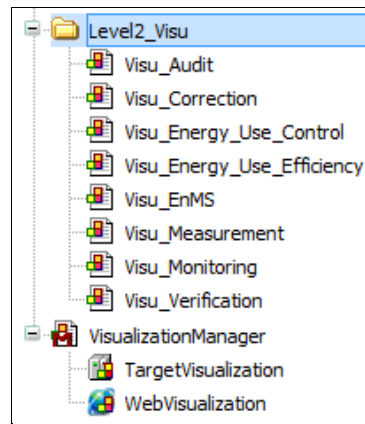 Level2_Visu
Visu_Audit
Visu_Correction
Visu_Energy_Use_Control
Visu_Energy_Use_Efficiency
Visu_EnMS
Visu_Measurement
Visu_Monitoring
Visu_Verification
VisualizationManager
TargetVisualization
WebVisualization